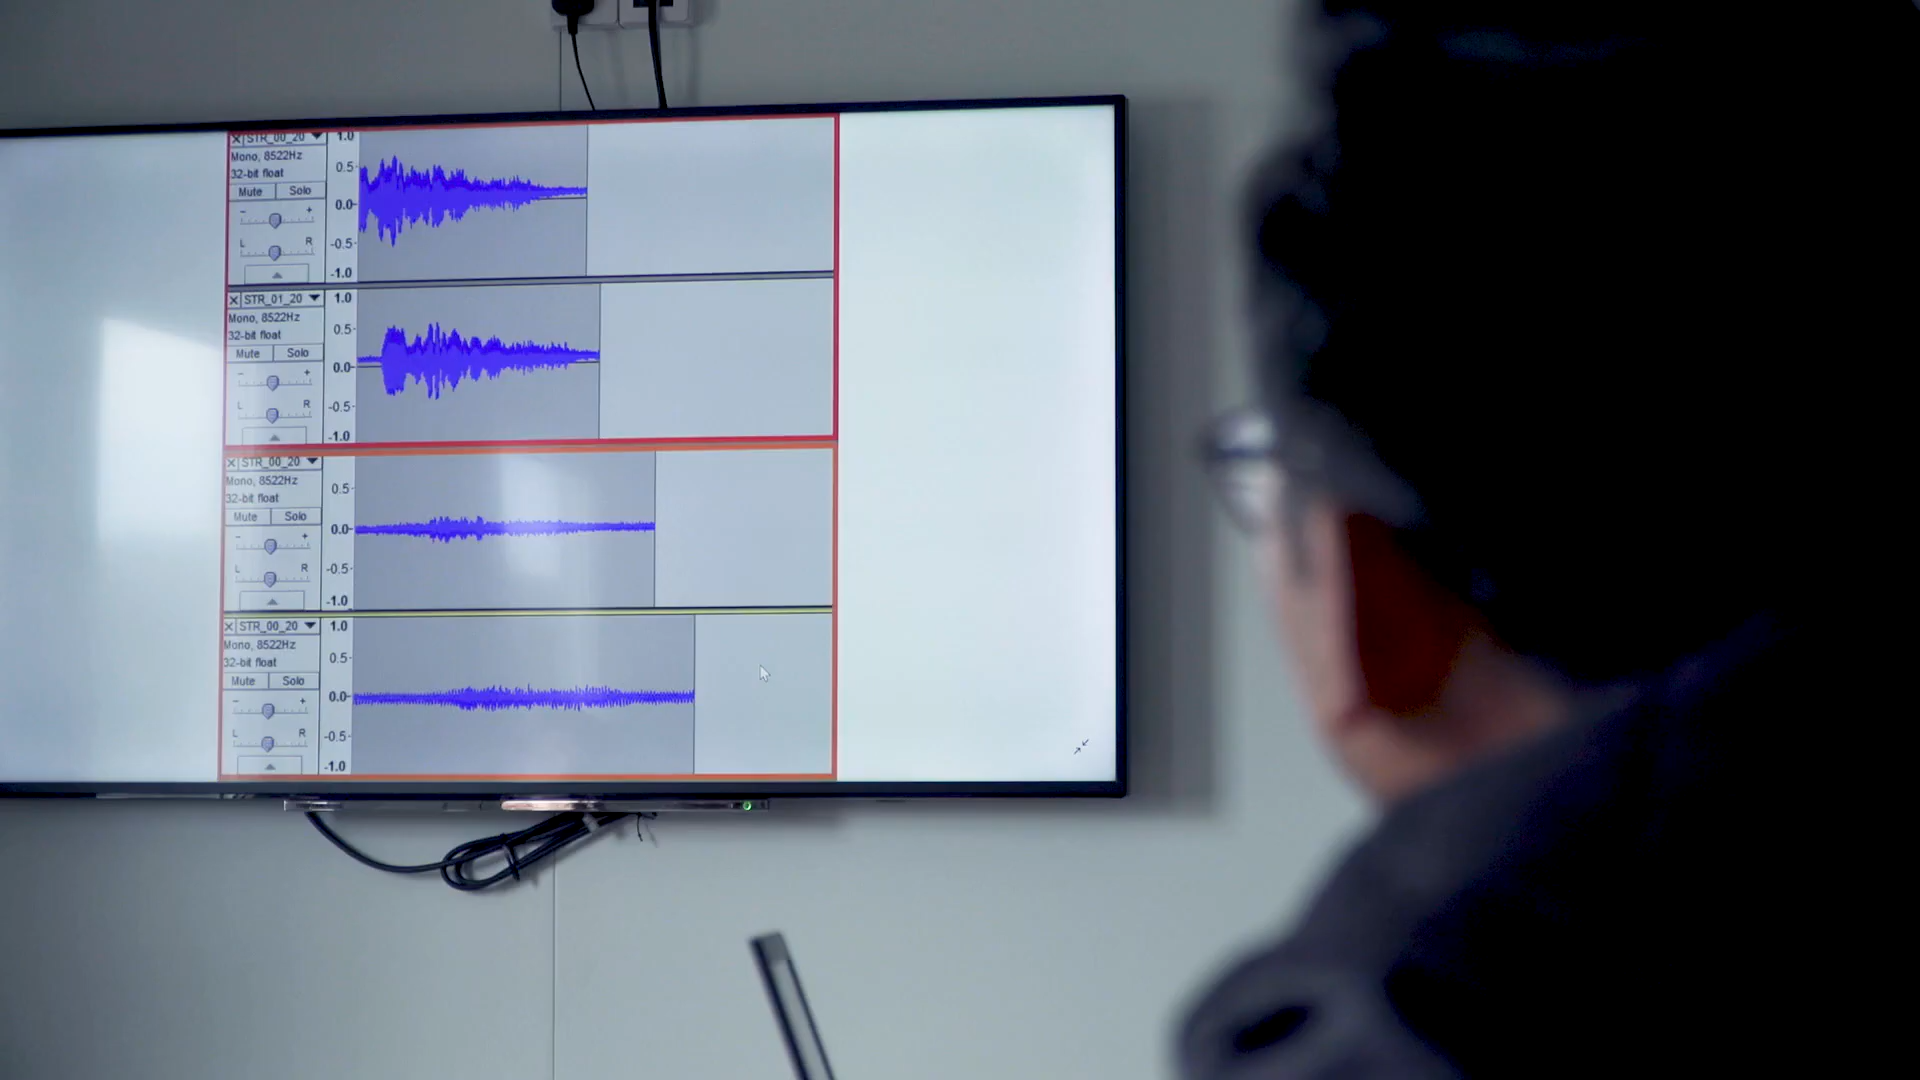 STR_00_20
Mono, 8522Hz
32-bit float
Mute Solo
- +
L R
1.0
0.5
0.0
-0.5
-1.0
STR_01_20
Mono, 8522Hz
32-bit float
Mute Solo
- +
L R
1.0
0.5
0.0
-0.5
-1.0
STR_00_20
Mono, 8522Hz
32-bit float
Mute Solo
- +
L R
0.5
0.0
-0.5
-1.0
STR_00_20
Mono, 8522Hz
32-bit float
Mute Solo
- +
L R
1.0
0.5
0.0
-0.5
-1.0